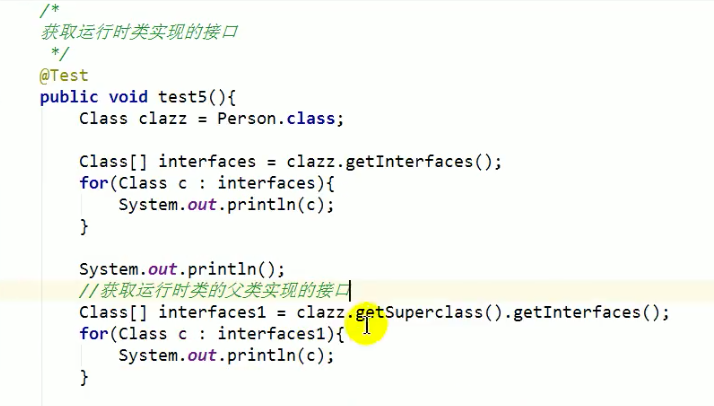 /*
获取运行时类实现的接口
*/
@Test
public void test5(){
Class clazz = Person.class;
Class[] interfaces = clazz.getInterfaces();
for(Class c : interfaces){
System.out.println(c);
}
System.out.println();
//获取运行时类的父类实现的接口
Class[] interfaces1 = clazz.getSuperclass().getInterfaces();
for(Class c : interfaces1){
System.out.println(c);
}